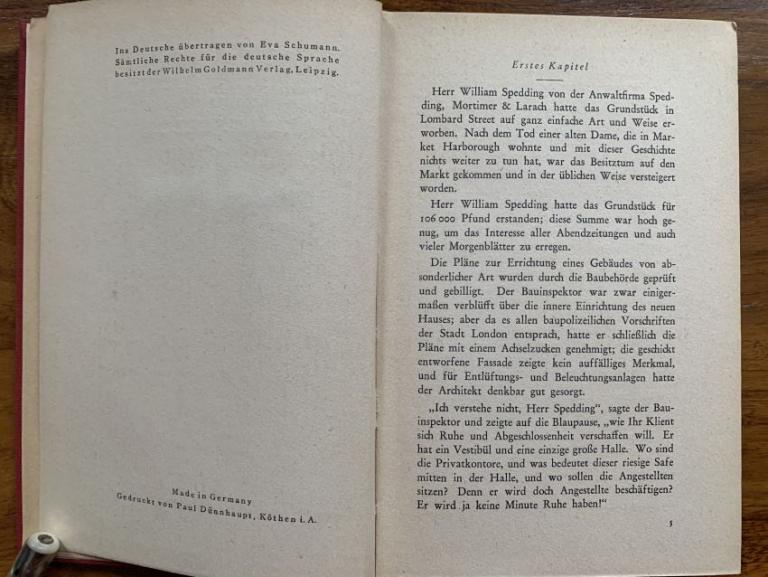 Ins Deutsche übertragen von Eva Schumann.
Sämtliche Rechte für die deutsche Sprache
besitzt der Wilhelm Goldmann Verlag, Leipzig.
Made in Germany
Gedruckt von Paul Dünnhaupt, Köthen i. A.
Erstes Kapitel
Herr William Spedding von der Anwaltfirma Sped-
ding, Mortimer & Larach hatte das Grundstück in
Lombard Street auf ganz einfache Art und Weise er-
worben. Nach dem Tod einer alten Dame, die in Mar-
ket Harborough wohnte und mit dieser Geschichte
nichts weiter zu tun hat, war das Besitztum auf den
Markt gekommen und in der üblichen Weise versteigert
worden.
Herr William Spedding hatte das Grundstück für
106 000 Pfund erstanden; diese Summe war hoch ge-
nug, um das Interesse aller Abendzeitungen und auch
vieler Morgenblätter zu erregen.
Die Pläne zur Errichtung eines Gebäudes von ab-
sonderlicher Art wurden durch die Baubehörde geprüft
und gebilligt. Der Bauinspektor war zwar einiger-
maßen verblüfft über die innere Einrichtung des neuen
Hauses; aber da es allen baupolizeilichen Vorschriften
der Stadt London entsprach, hatte er schließlich die
Pläne mit einem Achselzucken genehmigt; die geschickt
entworfene Fassade zeigte kein auffälliges Merkmal,
und für Entlüftungs- und Beleuchtungsanlagen hatte
der Architekt denkbar gut gesorgt.
„Ich verstehe nicht, Herr Spedding“, sagte der Bau-
inspektor und zeigte auf die Blaupause, „wie Ihr Klient
sich Ruhe und Abgeschlossenheit verschaffen will. Er
hat ein Vestibül und eine einzige große Halle. Wo sind
die Privatkontore, und was bedeutet dieser riesige Safe
mitten in der Halle, und wo sollen die Angestellten
sitzen? Denn er wird doch Angestellte beschäftigen?
Er wird ja keine Minute Ruhe haben!“
5